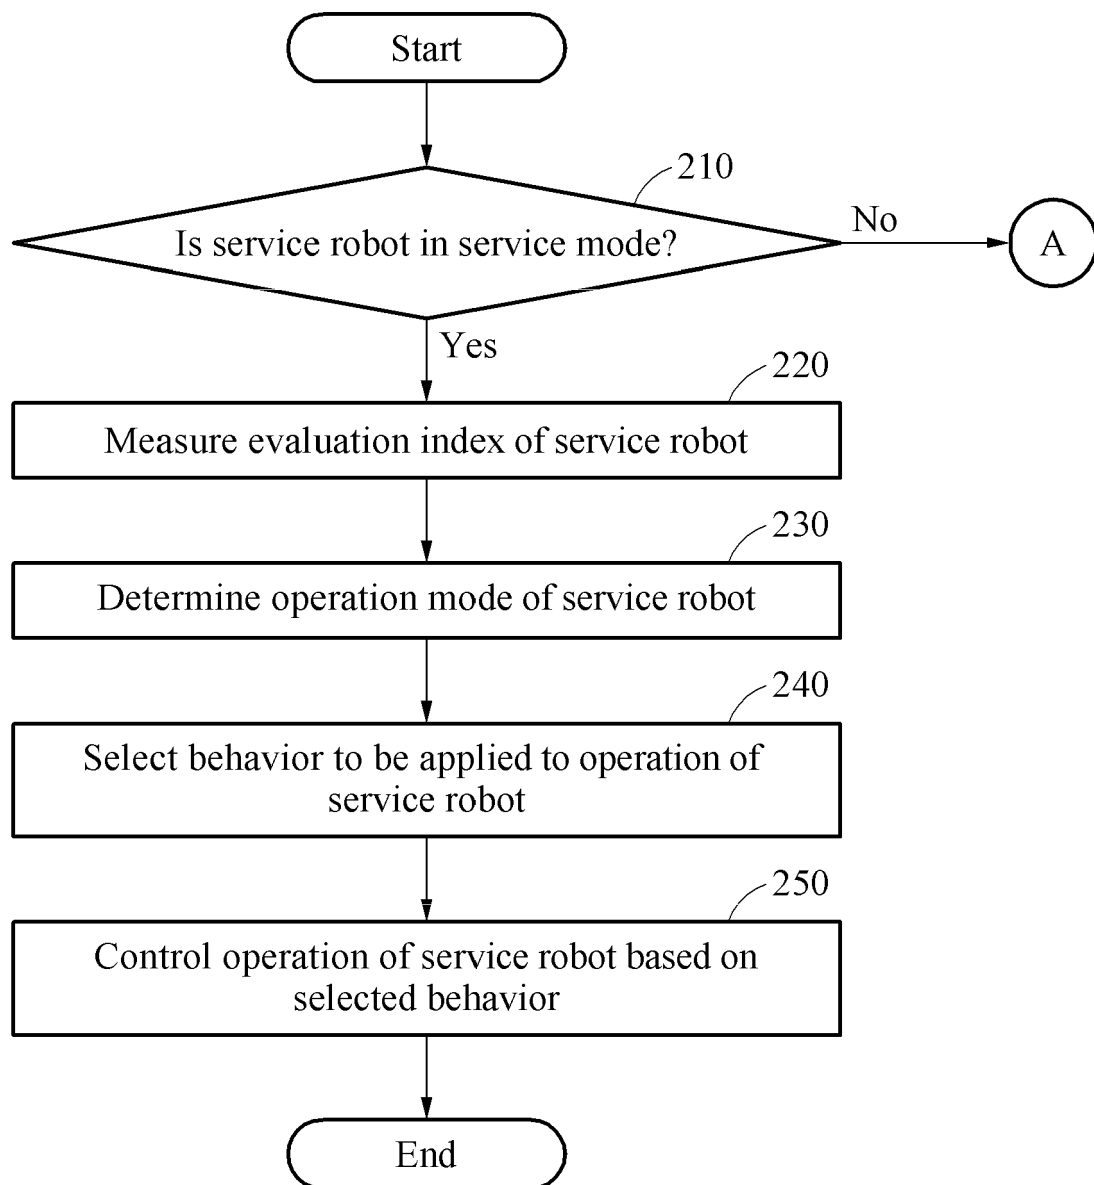 Start
210
Is service robot in service mode?
No
A
Yes
220
Measure evaluation index of service robot
230
Determine operation mode of service robot
240
Select behavior to be applied to operation of
service robot
250
Control operation of service robot based on
selected behavior
End